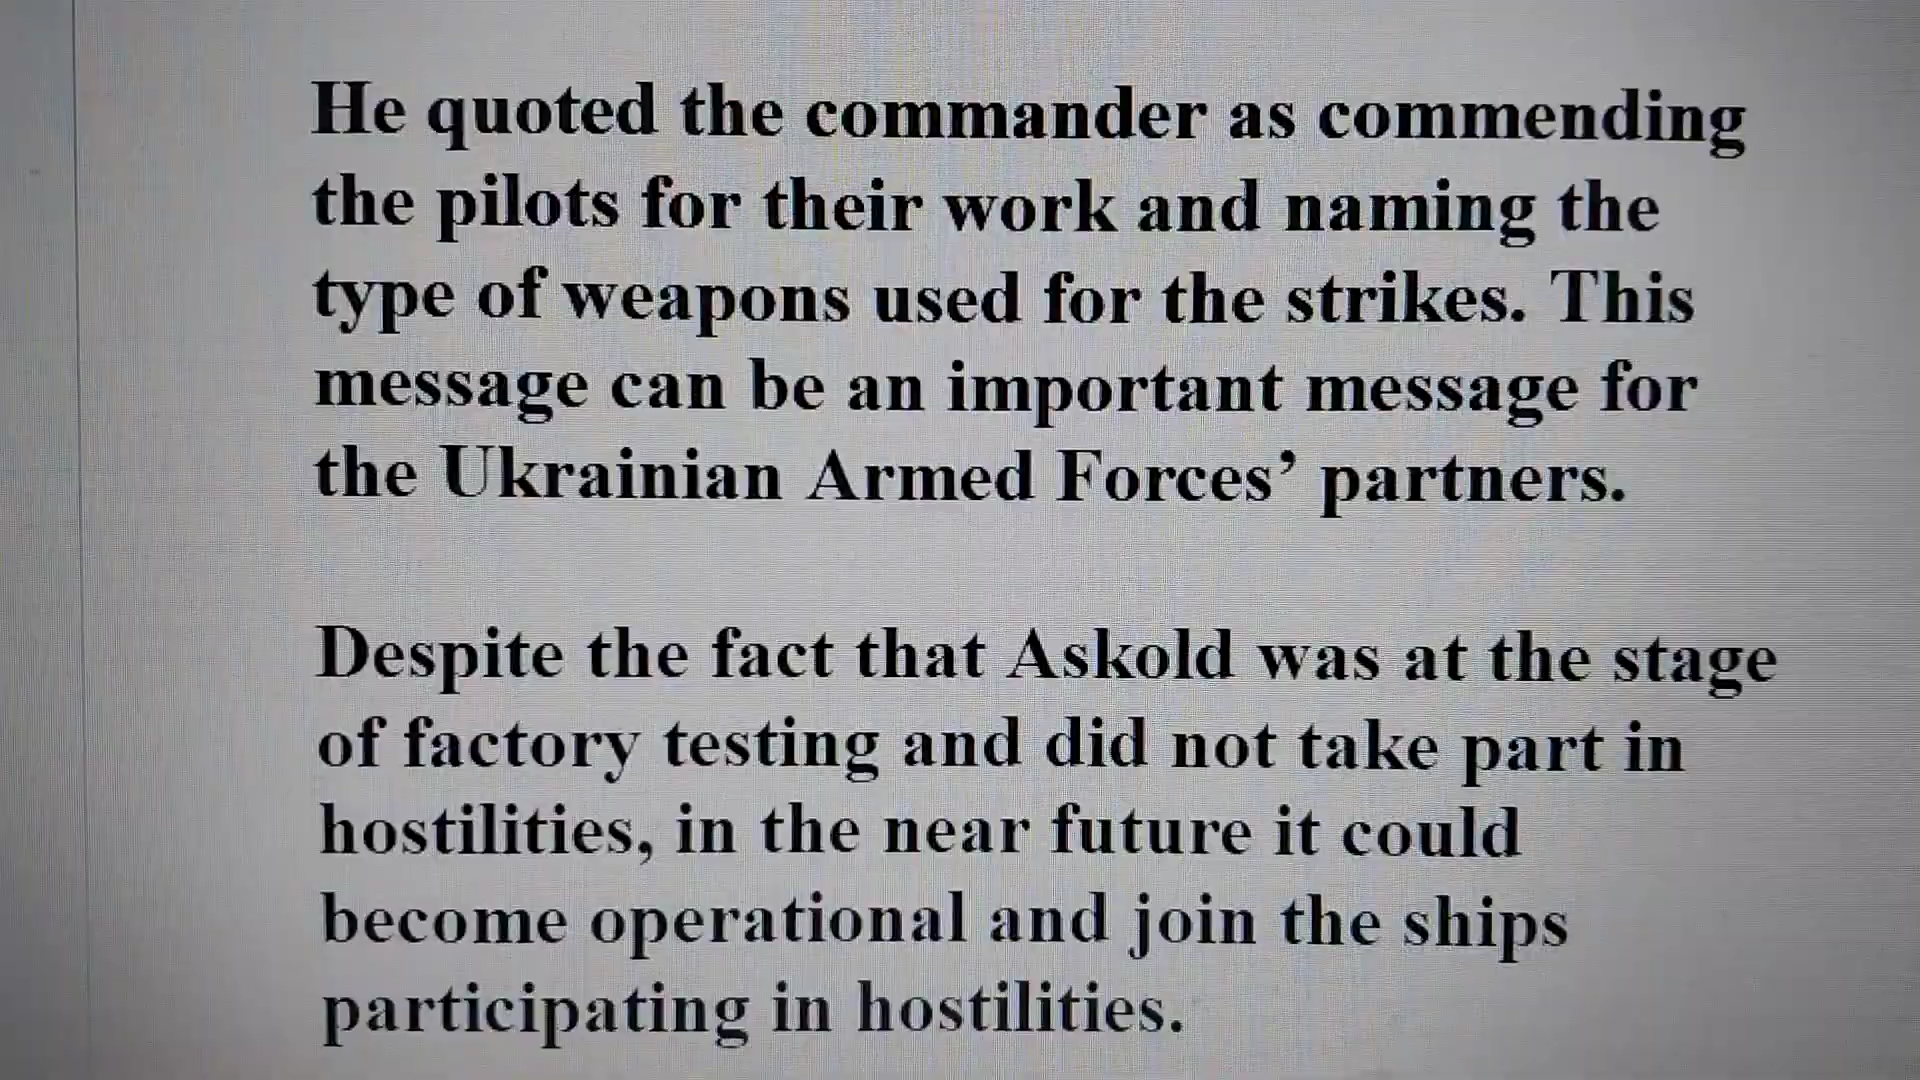 He quoted the commander as commending
the pilots for their work and naming the
type of weapons used for the strikes. This
message can be an important message for
the Ukrainian Armed Forces’ partners.
Despite the fact that Askold was at the stage
of factory testing and did not take part in
hostilities, in the near future it could
become operational and join the ships
participating in hostilities.